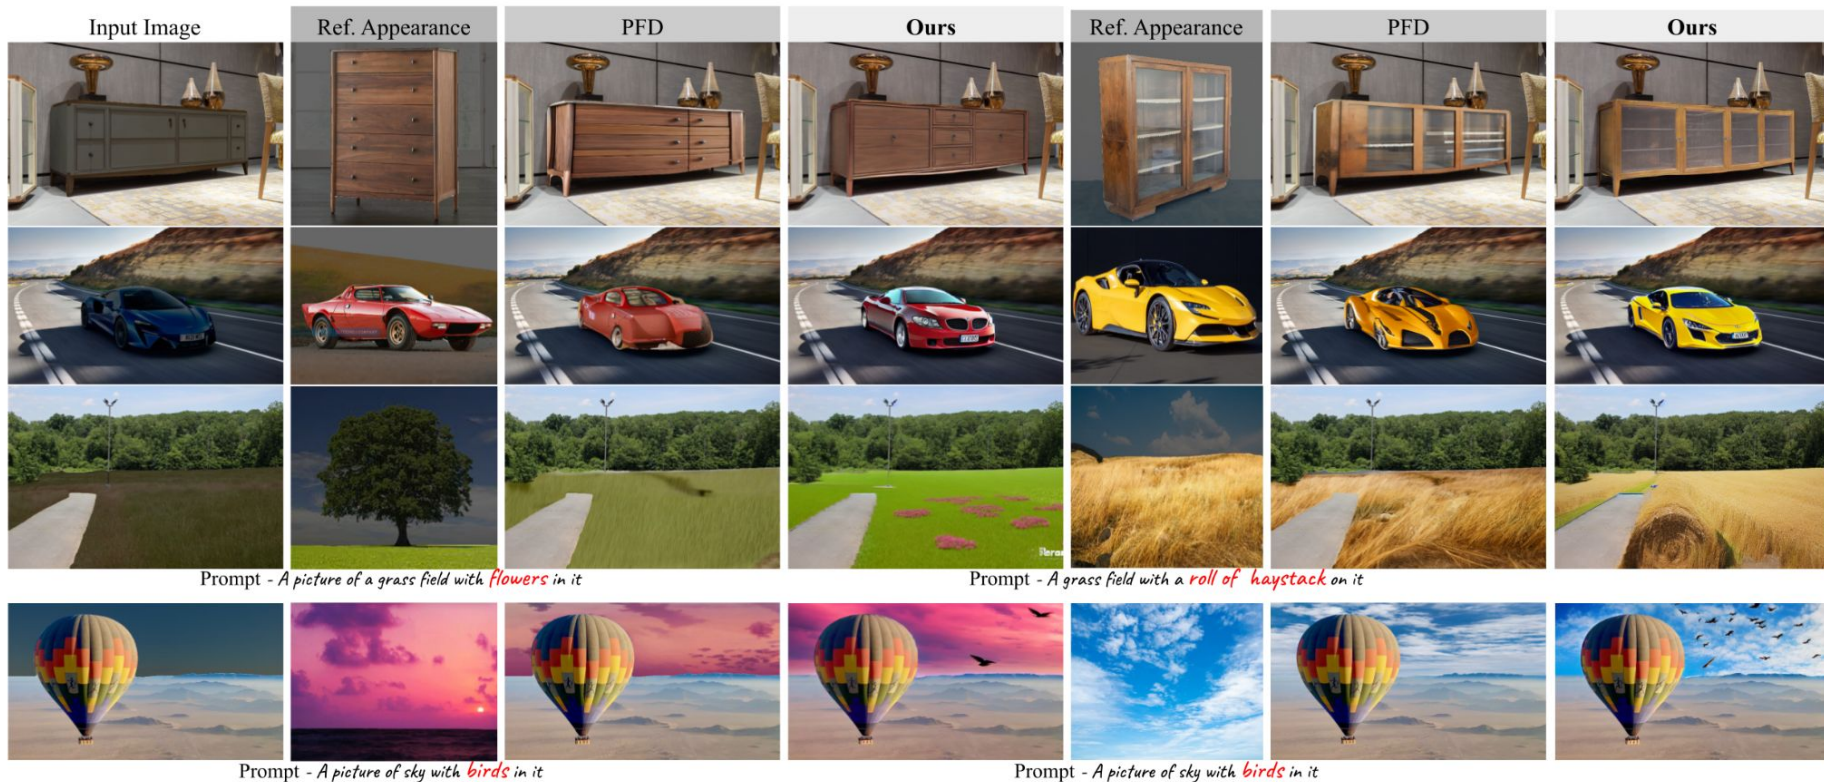 Input Image Ref. Appearance PFD Ours Ref. Appearance PFD Ours
Prompt - A picture of a grass field with flowers in it
Prompt - A grass field with a roll of haystack on it
Prompt - A picture of sky with birds in it
Prompt - A picture of sky with birds in it